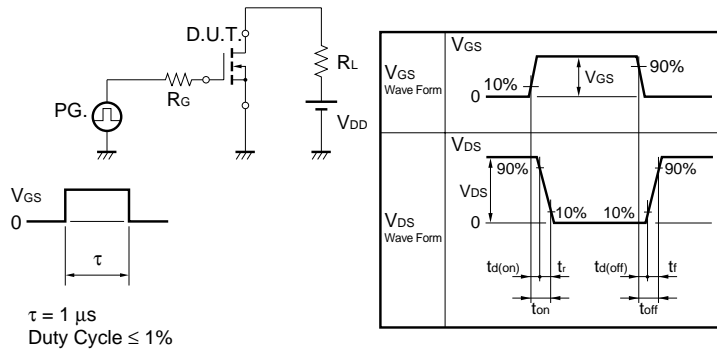 D.U.T.
RL
RG
PG.
VDD
VGS
0
τ
τ = 1 μs
Duty Cycle ≤ 1%
VGS
Wave Form
VGS
10%
0
VGS
90%
VDS
Wave Form
VDS
90%
VDS
10%
0
10%
90%
td(on)
tr
td(off)
tf
ton
toff